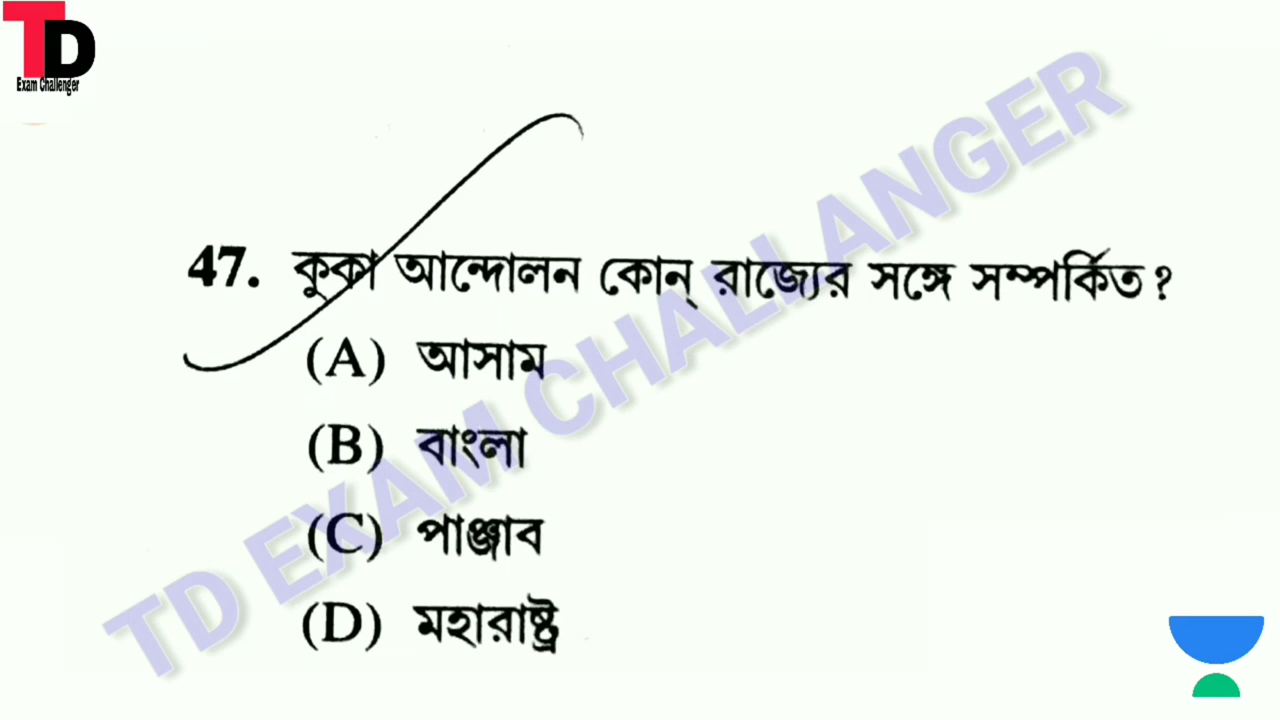 TD
Exam Challenger
47. কুকা আন্দোলন কোন্ রাজ্যের সঙ্গে সম্পর্কিত?
(A) আসাম
(B) বাংলা
(C) পাঞ্জাব
(D) মহারাষ্ট্র
TD EXAM CHALLANGER